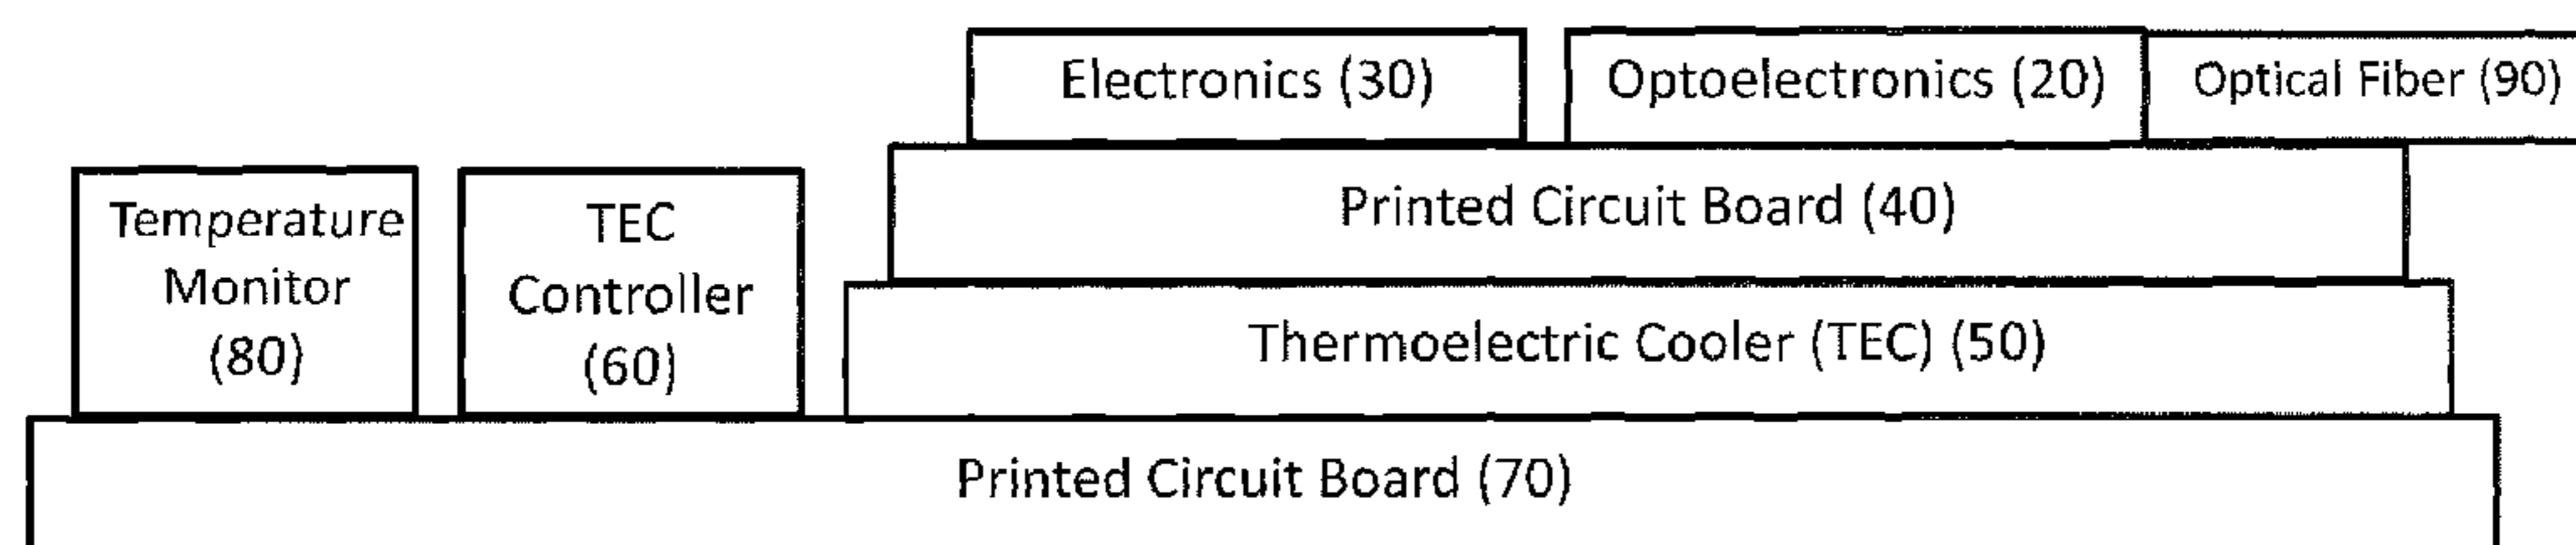 Electronics (30)
Optoelectronics (20)
Optical Fiber (90)
Printed Circuit Board (40)
Temperature
Monitor
(80)
TEC
Controller
(60)
Thermoelectric Cooler (TEC) (50)
Printed Circuit Board (70)